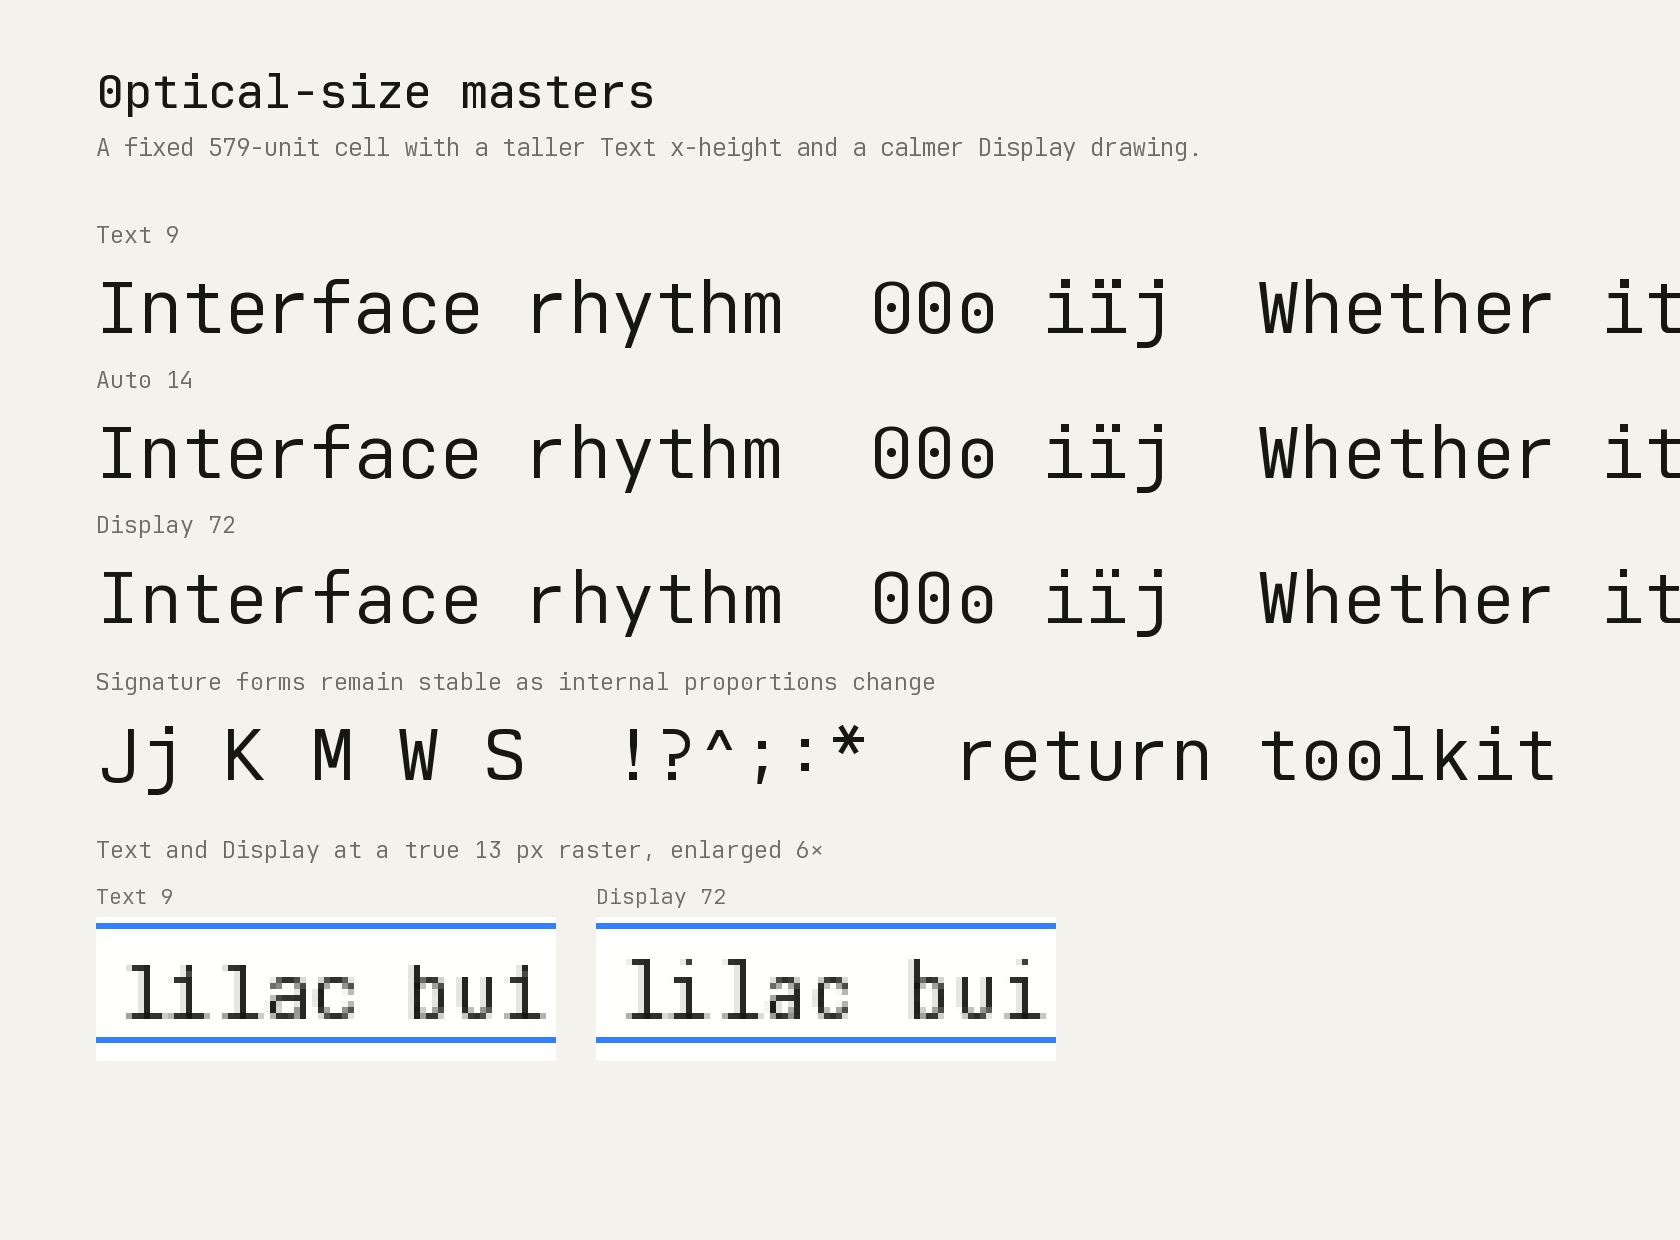 Optical-size masters
A fixed 579-unit cell with a taller Text x-height and a calmer Display drawing.
Text 9
Interface rhythm  0Oo iïj  Whether it
Auto 14
Interface rhythm  0Oo iïj  Whether it
Display 72
Interface rhythm  0Oo iïj  Whether it
Signature forms remain stable as internal proportions change
Jj K M W S  !?^;:*  return toolkit
Text and Display at a true 13 px raster, enlarged 6×
Text 9
Display 72
lilac bui
lilac bui